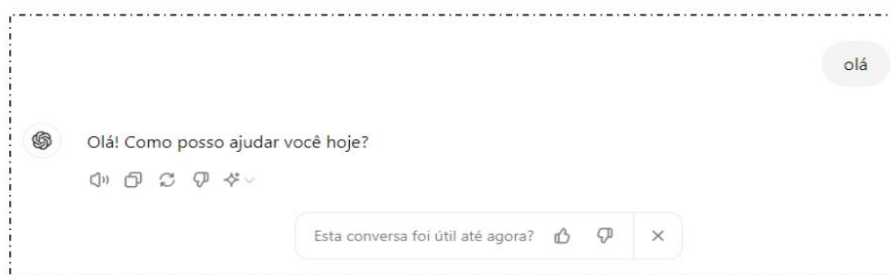 olá
Olá! Como posso ajudar você hoje?
Esta conversa foi útil até agora?